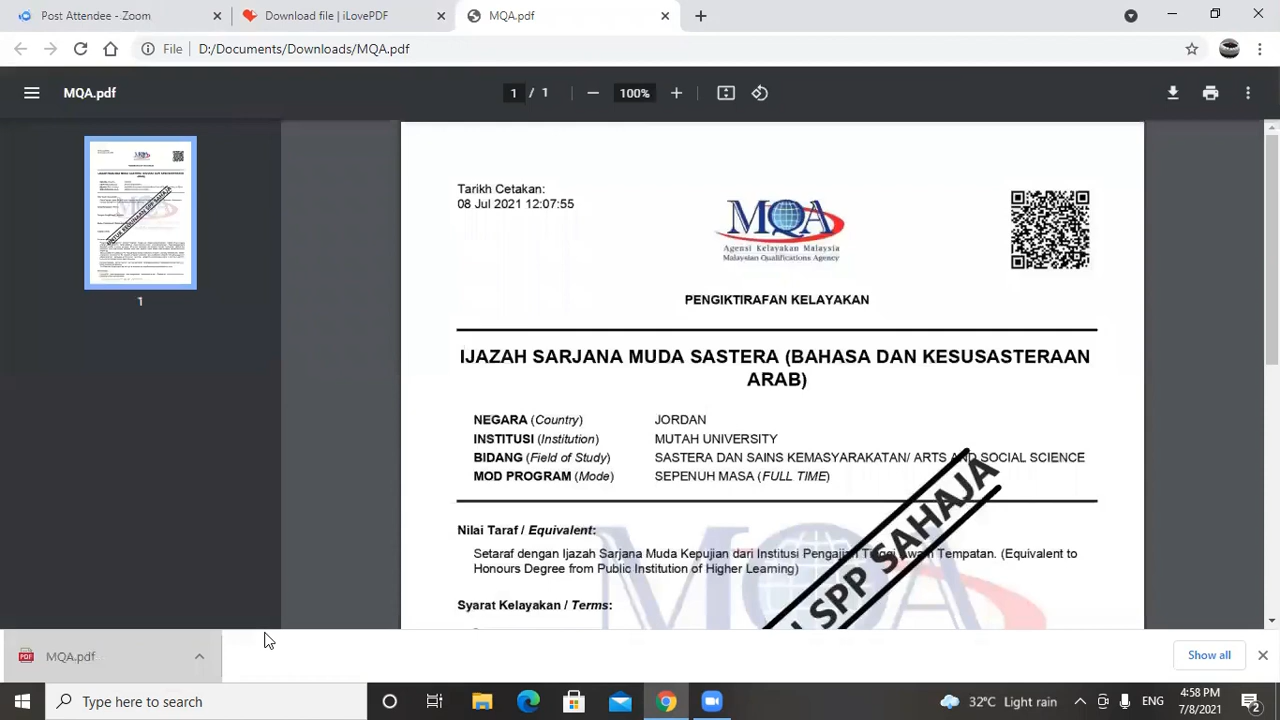 Post Attendee - Zoom
Download file | iLovePDF
MQA.pdf
File
D:/Documents/Downloads/MQA.pdf
MQA.pdf
1 / 1
100%
1
Tarikh Cetakan:
08 Jul 2021 12:07:55
MQA
Agensi Kelayakan Malaysia
Malaysian Qualifications Agency
PENGIKTIRAFAN KELAYAKAN
IJAZAH SARJANA MUDA SASTERA (BAHASA DAN KESUSASTERAAN
ARAB)
NEGARA (Country) JORDAN
INSTITUSI (Institution) MUTAH UNIVERSITY
BIDANG (Field of Study) SASTERA DAN SAINS KEMASYARAKATAN/ ARTS AND SOCIAL SCIENCE
MOD PROGRAM (Mode) SEPENUH MASA (FULL TIME)
Nilai Taraf / Equivalent:
Setaraf dengan Ijazah Sarjana Muda Kepujian dari Institusi Pengajian Tinggi Awam Tempatan. (Equivalent to
Honours Degree from Public Institution of Higher Learning)
Syarat Kelayakan / Terms:
SPP SAHAJA
MQA
MQA.pdf
Show all
Type here to search
32°C Light rain
ENG
4:58 PM
7/8/2021
2